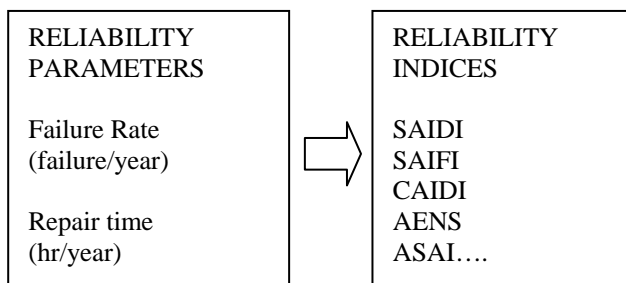 RELIABILITY
PARAMETERS
Failure Rate
(failure/year)
Repair time
(hr/year)
RELIABILITY
INDICES
SAIDI
SAIFI
CAIDI
AENS
ASAI….